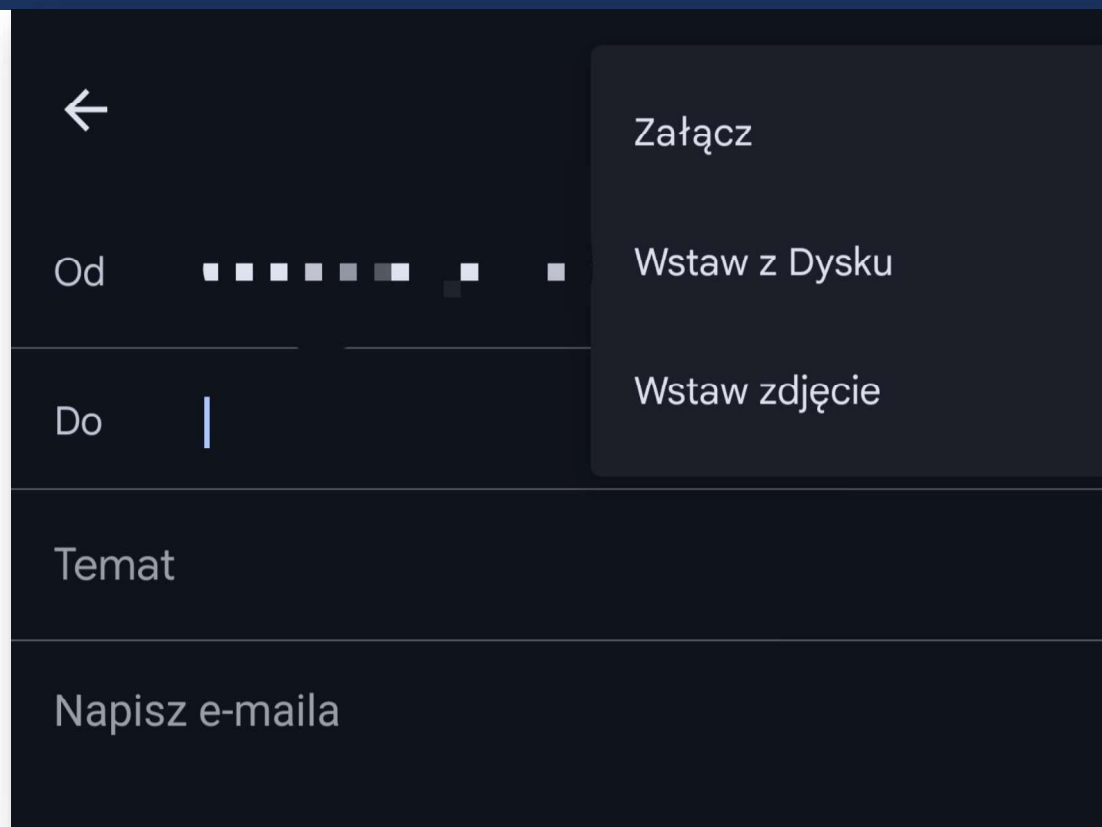 Załącz
Od
Wstaw z Dysku
Do
Wstaw zdjęcie
Temat
Napisz e-maila